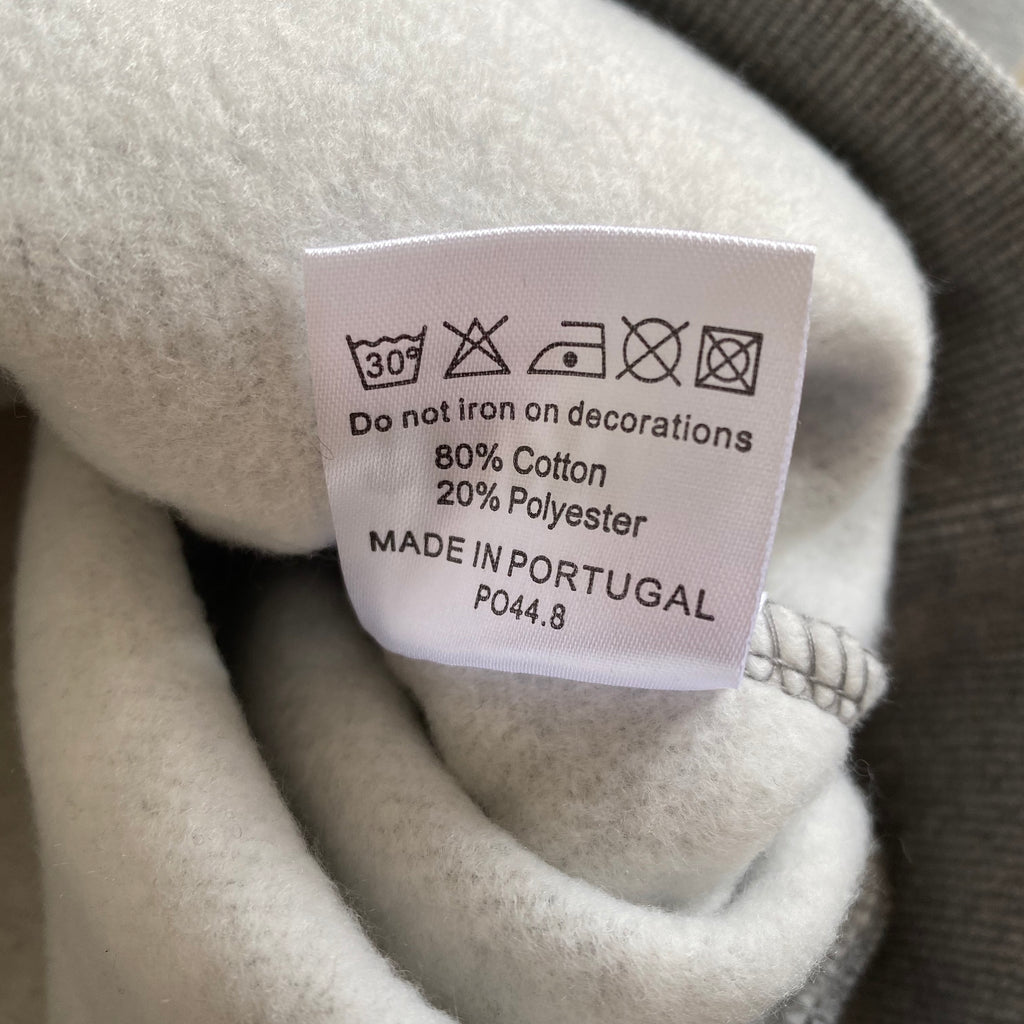 30°
Do not iron on decorations
80% Cotton
20% Polyester
MADE IN PORTUGAL
PO44.8